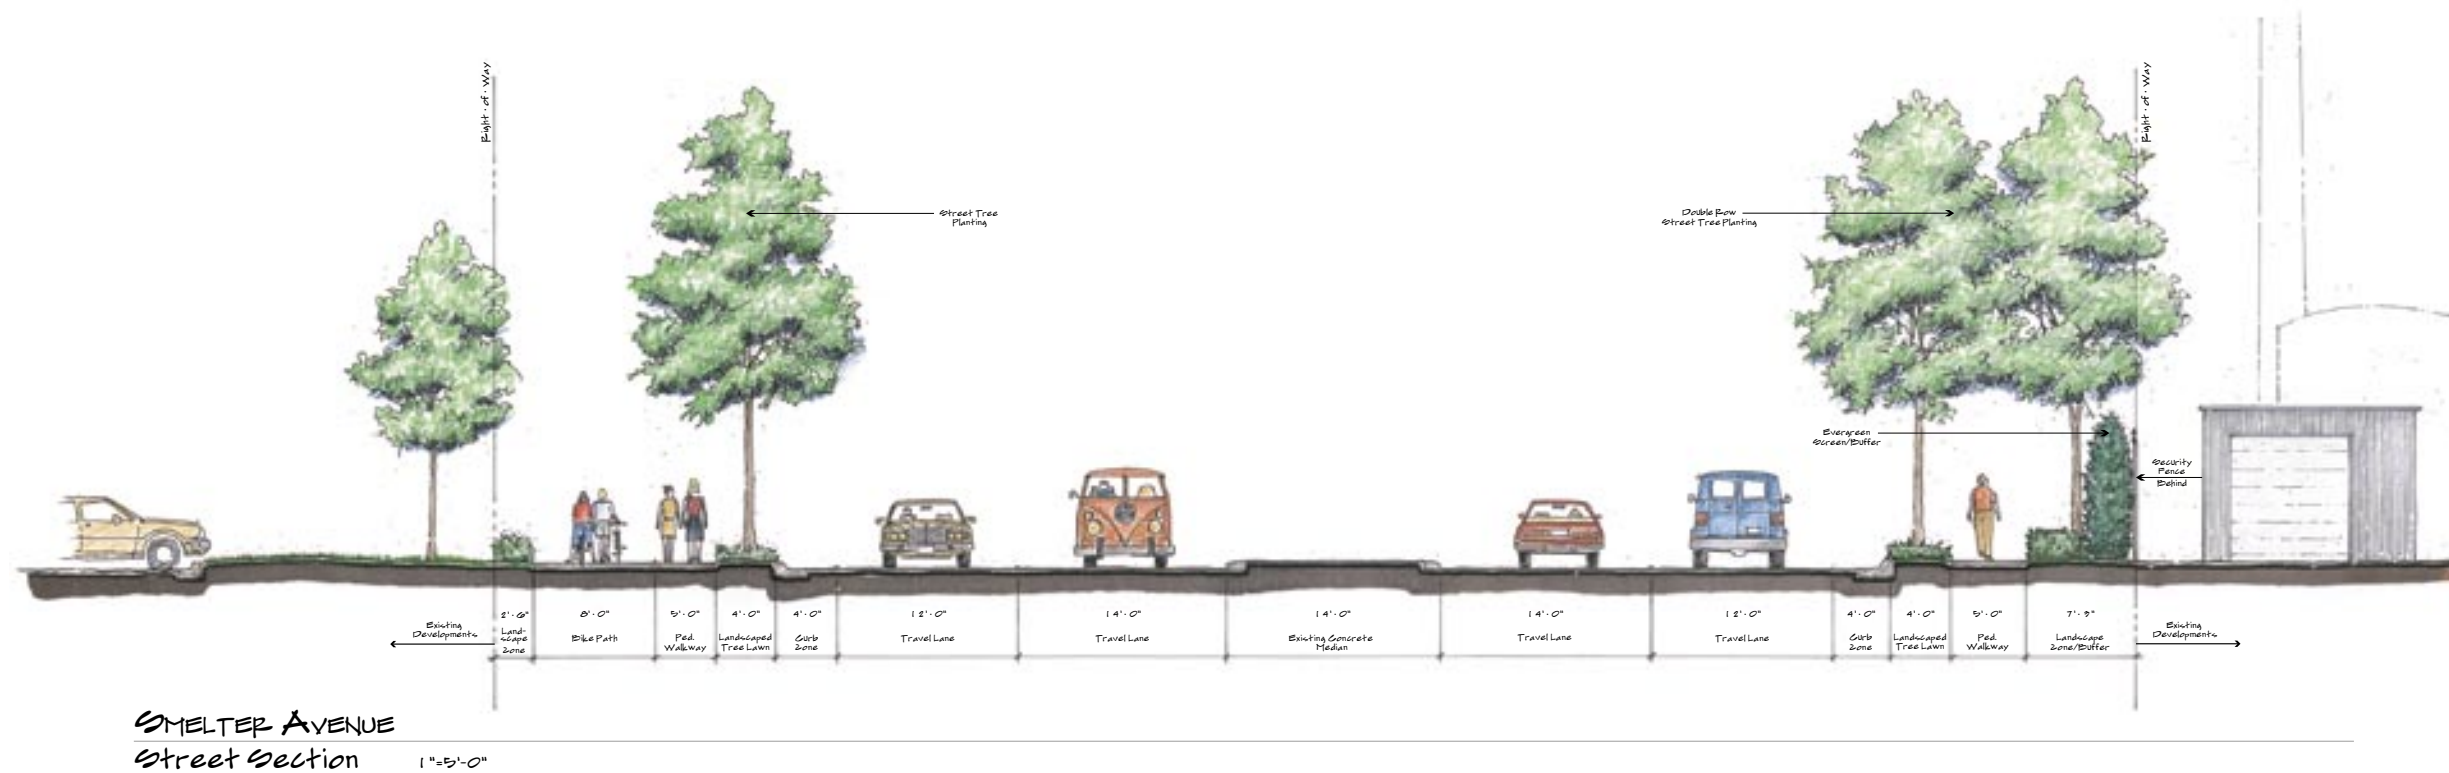 Right·of·Way
Right·of·Way
Street Tree
Planting
Double Row
Street Tree Planting
Evergreen
Screen/Buffer
Security
Fence
Behind
2'-6"
8'-0"
5'-0"
4'-0"
4'-0"
12'-0"
14'-0"
14'-0"
14'-0"
12'-0"
4'-0"
4'-0"
5'-0"
Existing
Developments
Land-
scape
Zone
Bike Path
Ped.
Walkway
Landscaped
Tree Lawn
Curb
Zone
Travel Lane
Travel Lane
Existing Concrete
Median
Travel Lane
Travel Lane
Curb
Zone
Landscaped
Tree Lawn
Ped.
Walkway
Landscape
Zone/Buffer
Existing
Developments
SMELTER AVENUE
Street Section 1"=5'-0"